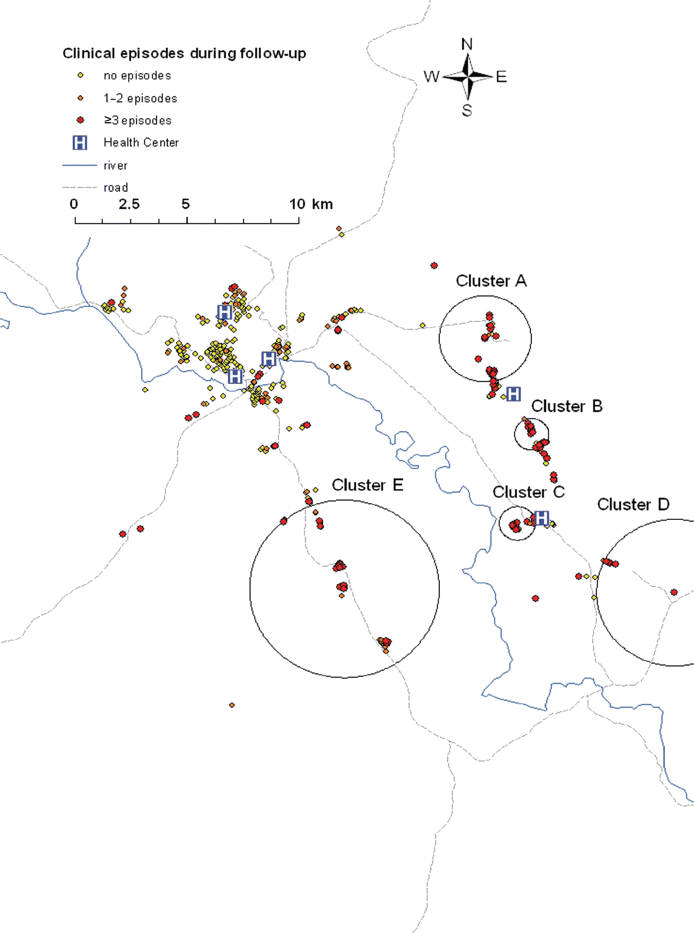 Clinical episodes during follow-up
no episodes
1–2 episodes
≥3 episodes
H Health Center
river
road
0 2.5 5 10 km
N
W E
S
Cluster A
H
H
H
H
Cluster B
Cluster E
Cluster C
Cluster D
H